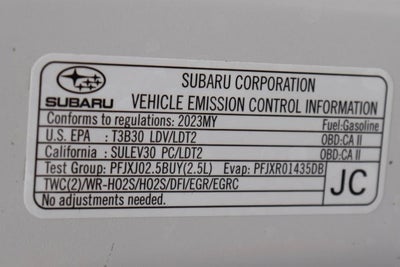 SUBARU CORPORATION
SUBARU VEHICLE EMISSION CONTROL INFORMATION
Conforms to regulations: 2023MY Fuel:Gasoline
U.S. EPA : T3B30 LDV/LDT2 OBD:CA II
California : SULEV30 PC/LDT2 OBD:CA II
Test Group: PFJXJ02.5BUY(2.5L) Evap: PFJXR01435DB
TWC(2)/WR-HO2S/HO2S/DFI/EGR/EGRC
No adjustments needed.
JC